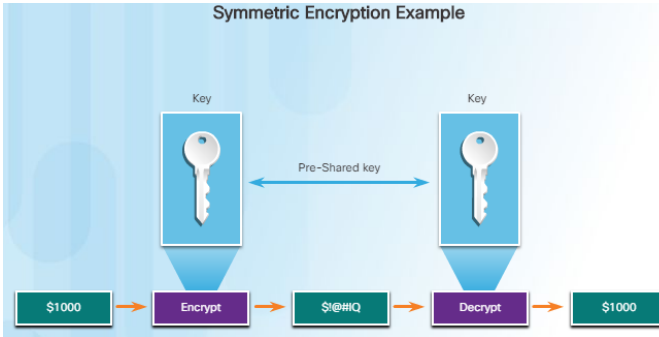 Symmetric Encryption Example
Key
Key
Pre-Shared key
$1000
Encrypt
$!@#IQ
Decrypt
$1000